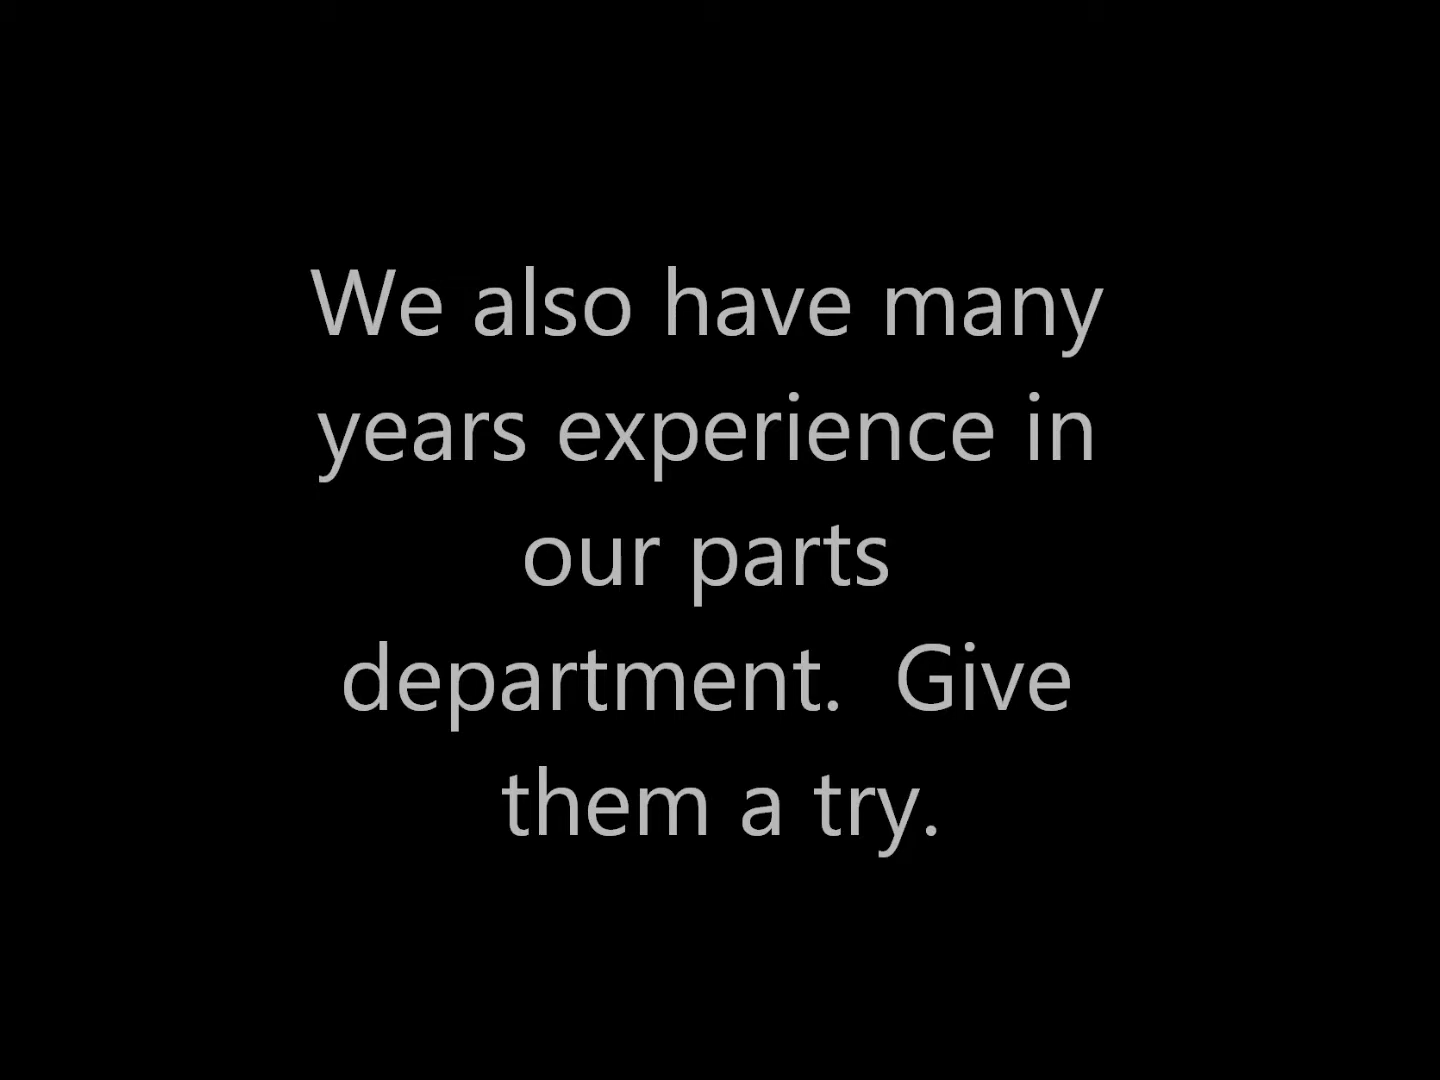 We also have many
years experience in
our parts
department.  Give
them a try.